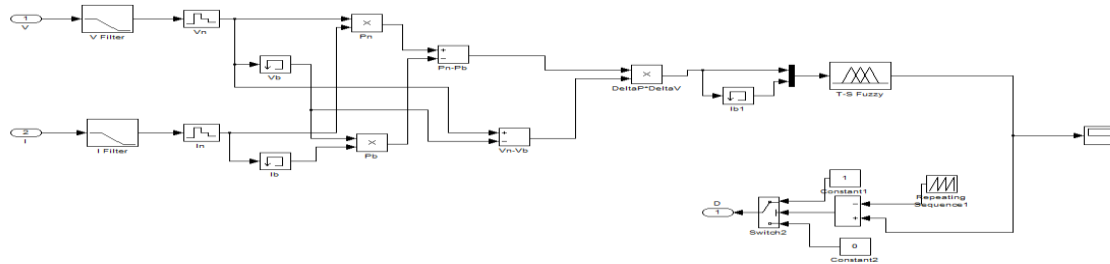 1
V
V Filter
Vn
Vb
×
Pn
+
−
Pn-Pb
×
DeltaP*DeltaV
Ib1
T-S Fuzzy
2
I
I Filter
In
Ib
×
Pb
+
−
Vn-Vb
D
1
Switch2
1
Constant1
0
Constant2
−
+
Repeating
Sequence1